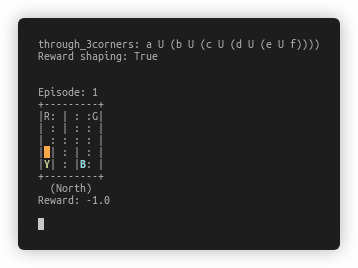 through_3corners: a U (b U (c U (d U (e U f))))
Reward shaping: True
Episode: 1
+---------+
|R: | : :G|
| : | : : |
| : : : : |
| | : | : |
|Y| : |B: |
+---------+
(North)
Reward: -1.0